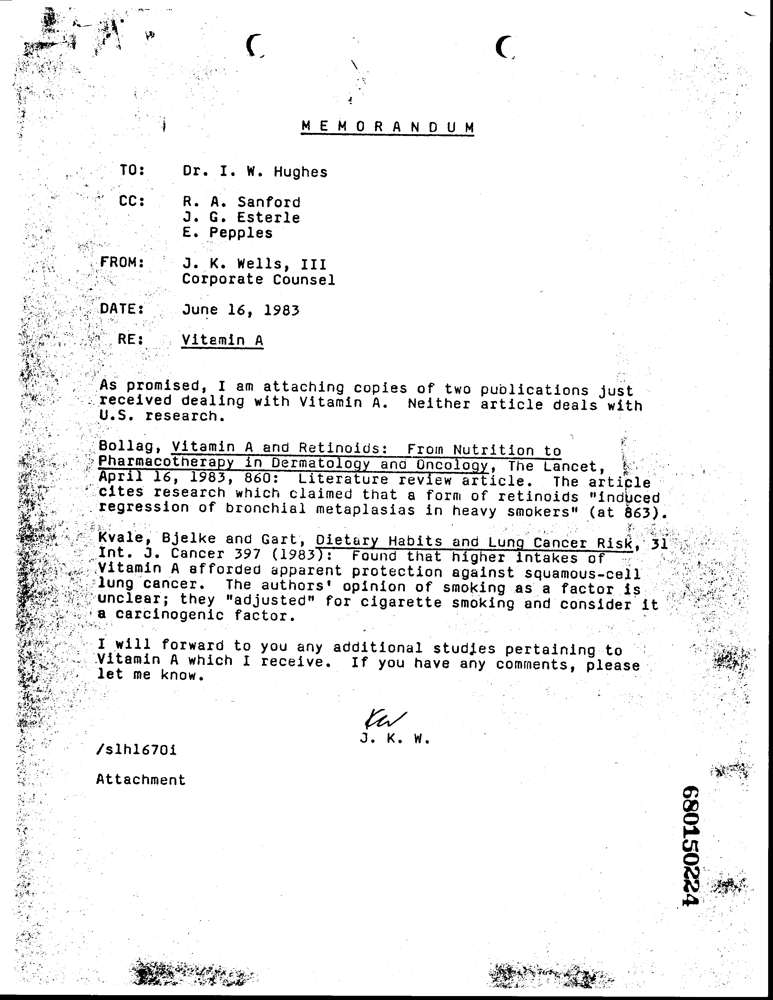 MEMORANDUM
TO: Dr. I. W. Hughes
CC: R. A. Sanford
J. G. Esterle
E. Pepples
FROM: J. K. Wells, III
Corporate Counsel
DATE: June 16, 1983
RE: Vitamin A
As promised, I am attaching copies of two publications just
received dealing with Vitamin A. Neither article deals with
U.S. research.
Bollag, Vitamin A and Retinoids: From Nutrition to
Pharmacotherapy in Dermatology and Oncology, The Lancet,
April 16, 1983, 860: Literature review article. The article
cites research which claimed that a form of retinoids "induced
regression of bronchial metaplasias in heavy smokers" (at 863).
Kvale, Bjelke and Gart, Dietary Habits and Lung Cancer Risk, 31
Int. J. Cancer 397 (1983): Found that higher intakes of
Vitamin A afforded apparent protection against squamous-cell
lung cancer. The authors' opinion of smoking as a factor is
unclear; they "adjusted" for cigarette smoking and consider it
a carcinogenic factor.
I will forward to you any additional studies pertaining to
Vitamin A which I receive. If you have any comments, please
let me know.
J. K. W.
/slh1670i
Attachment
680150224